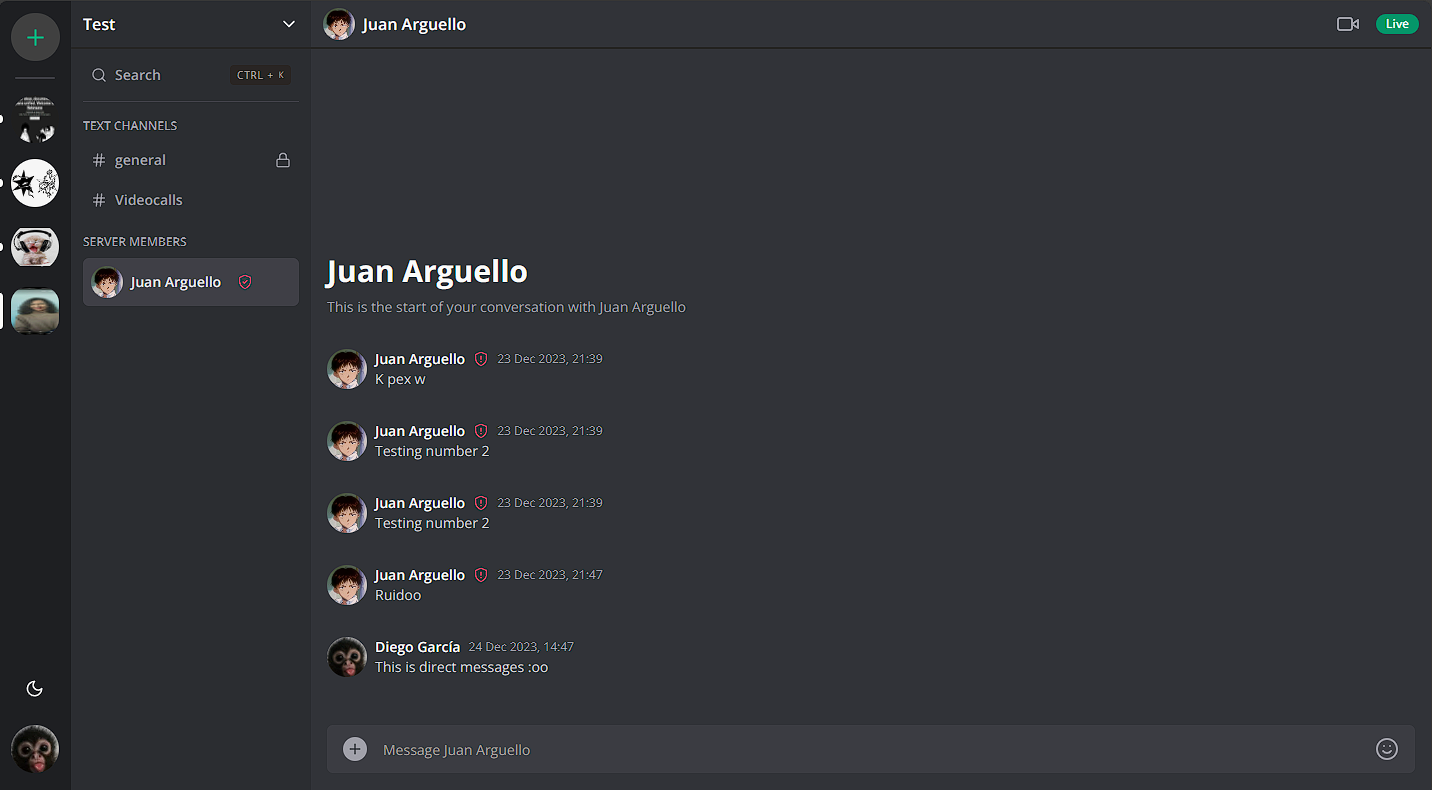 Test
Search
CTRL + K
TEXT CHANNELS
# general
# Videocalls
SERVER MEMBERS
Juan Arguello
Juan Arguello
Live
Juan Arguello
This is the start of your conversation with Juan Arguello
Juan Arguello 23 Dec 2023, 21:39
K pex w
Juan Arguello 23 Dec 2023, 21:39
Testing number 2
Juan Arguello 23 Dec 2023, 21:39
Testing number 2
Juan Arguello 23 Dec 2023, 21:47
Ruidoo
Diego García 24 Dec 2023, 14:47
This is direct messages :oo
Message Juan Arguello